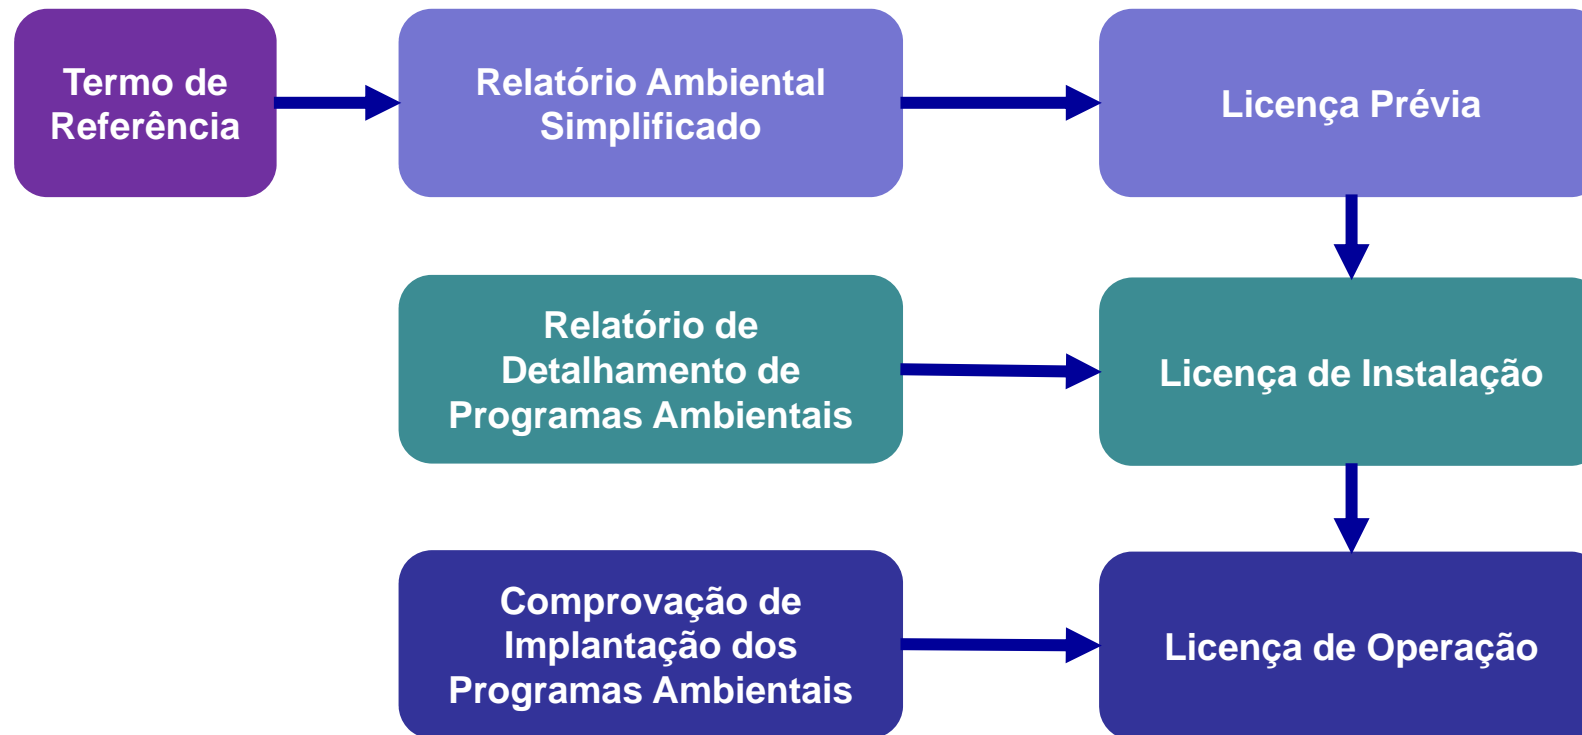 Termo de
Referência
Relatório Ambiental
Simplificado
Licença Prévia
Relatório de
Detalhamento de
Programas Ambientais
Licença de Instalação
Comprovação de
Implantação dos
Programas Ambientais
Licença de Operação